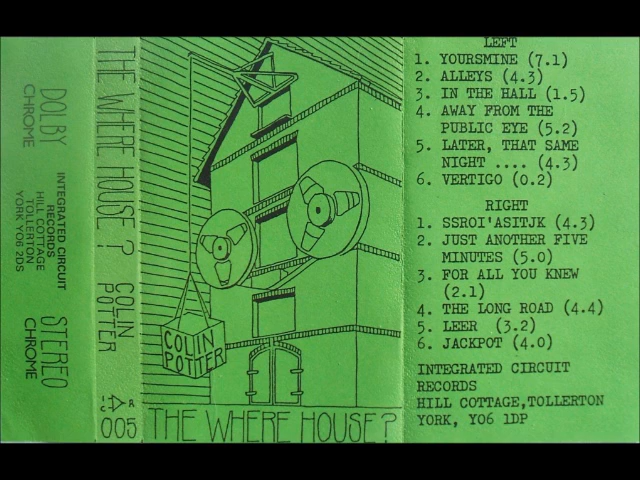 DOLBY
CHROME
INTEGRATED CIRCUIT
RECORDS
HILL COTTAGE
TOLLERTON
YORK YO6 2DS
STEREO
CHROME
THE WHERE HOUSE?
COLIN
POTTER
I C R
005
COLIN
POTTER
THE WHERE HOUSE?
LEFT
1. YOURSMINE (7.1)
2. ALLEYS (4.3)
3. IN THE HALL (1.5)
4. AWAY FROM THE
PUBLIC EYE (5.2)
5. LATER, THAT SAME
NIGHT .... (4.3)
6. VERTIGO (0.2)
RIGHT
1. SSROI'ASITJK (4.3)
2. JUST ANOTHER FIVE
MINUTES (5.0)
3. FOR ALL YOU KNEW
(2.1)
4. THE LONG ROAD (4.4)
5. LEER (3.2)
6. JACKPOT (4.0)
INTEGRATED CIRCUIT
RECORDS
HILL COTTAGE,TOLLERTON
YORK, YO6 1DP